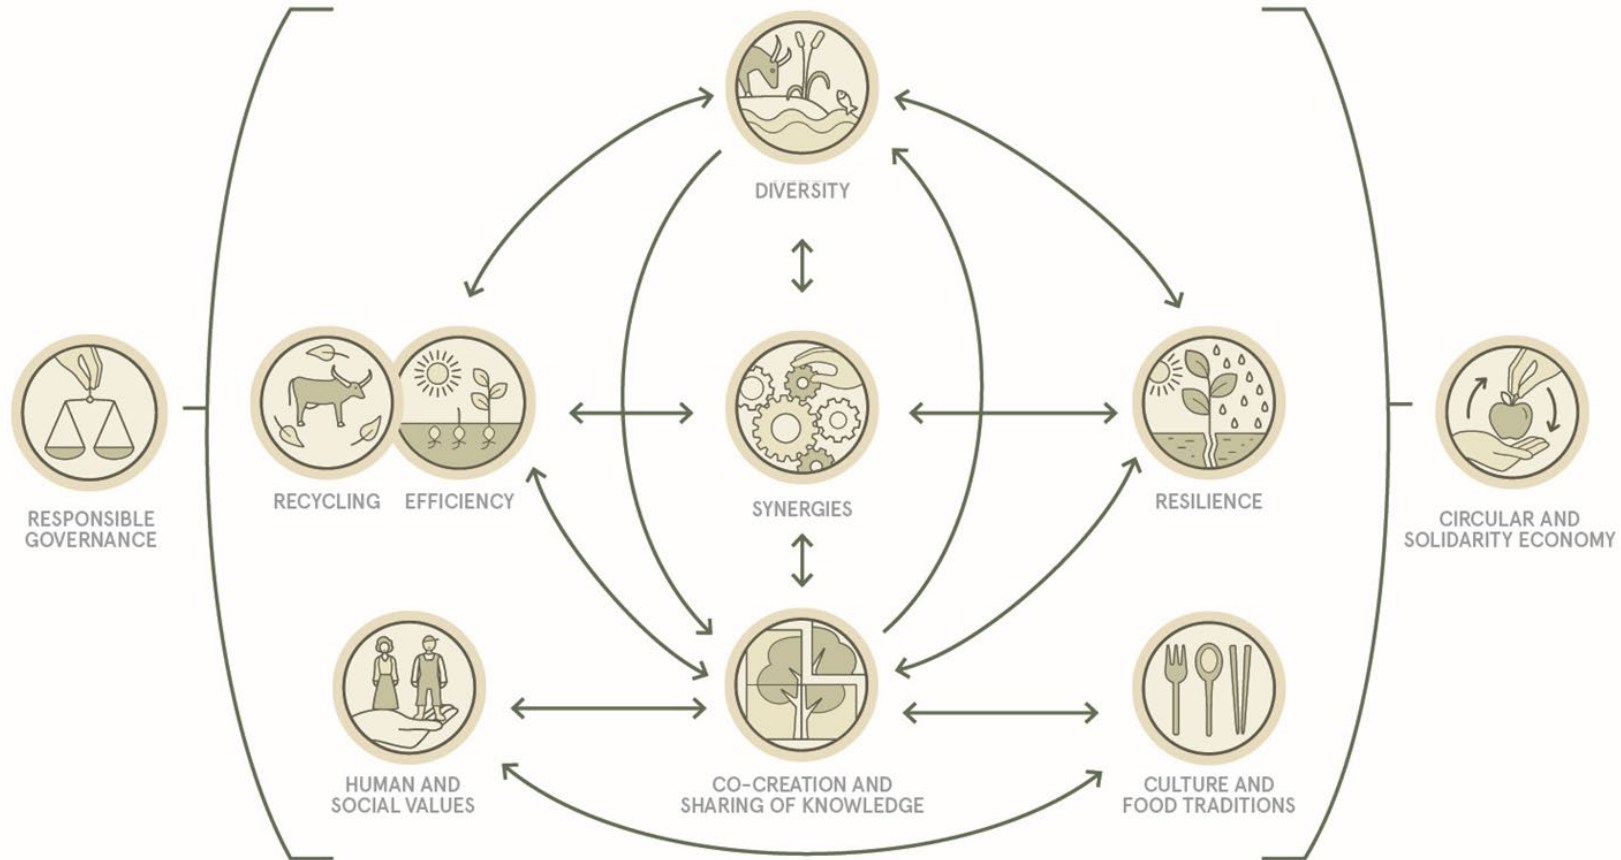 DIVERSITY
RECYCLING
EFFICIENCY
SYNERGIES
RESILIENCE
RESPONSIBLE
GOVERNANCE
CIRCULAR AND
SOLIDARITY ECONOMY
HUMAN AND
SOCIAL VALUES
CO-CREATION AND
SHARING OF KNOWLEDGE
CULTURE AND
FOOD TRADITIONS